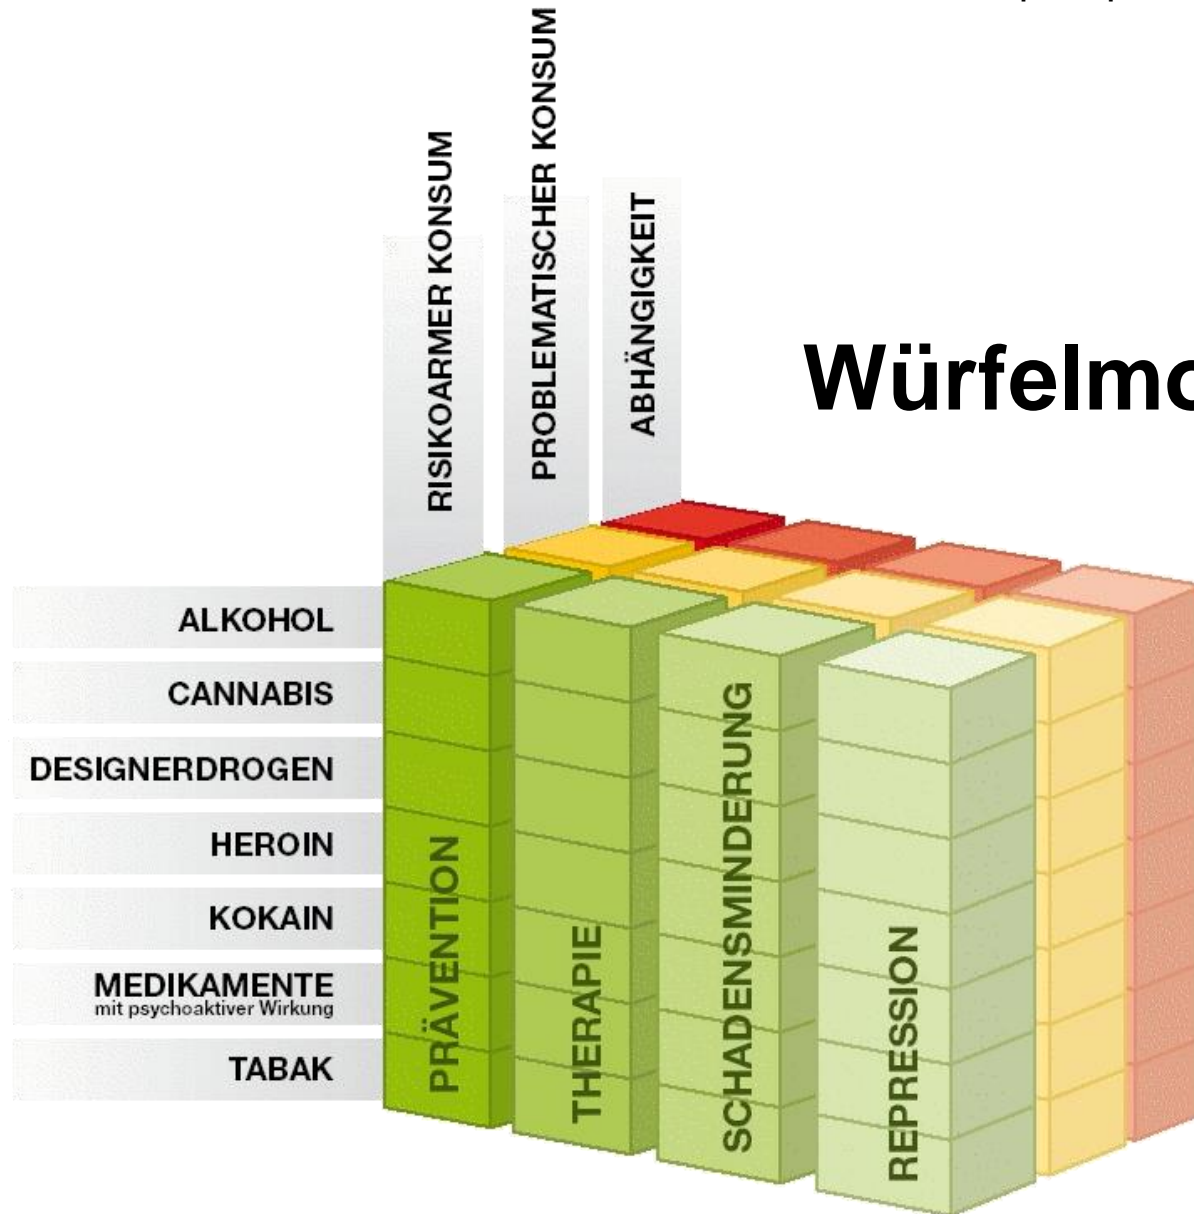 RISIKOARMER KONSUM
PROBLEMATISCHER KONSUM
ABHÄNGIGKEIT
ALKOHOL
CANNABIS
DESIGNERDROGEN
HEROIN
KOKAIN
MEDIKAMENTE
mit psychoaktiver Wirkung
TABAK
PRÄVENTION
THERAPIE
SCHADENSMINDERUNG
REPRESSION